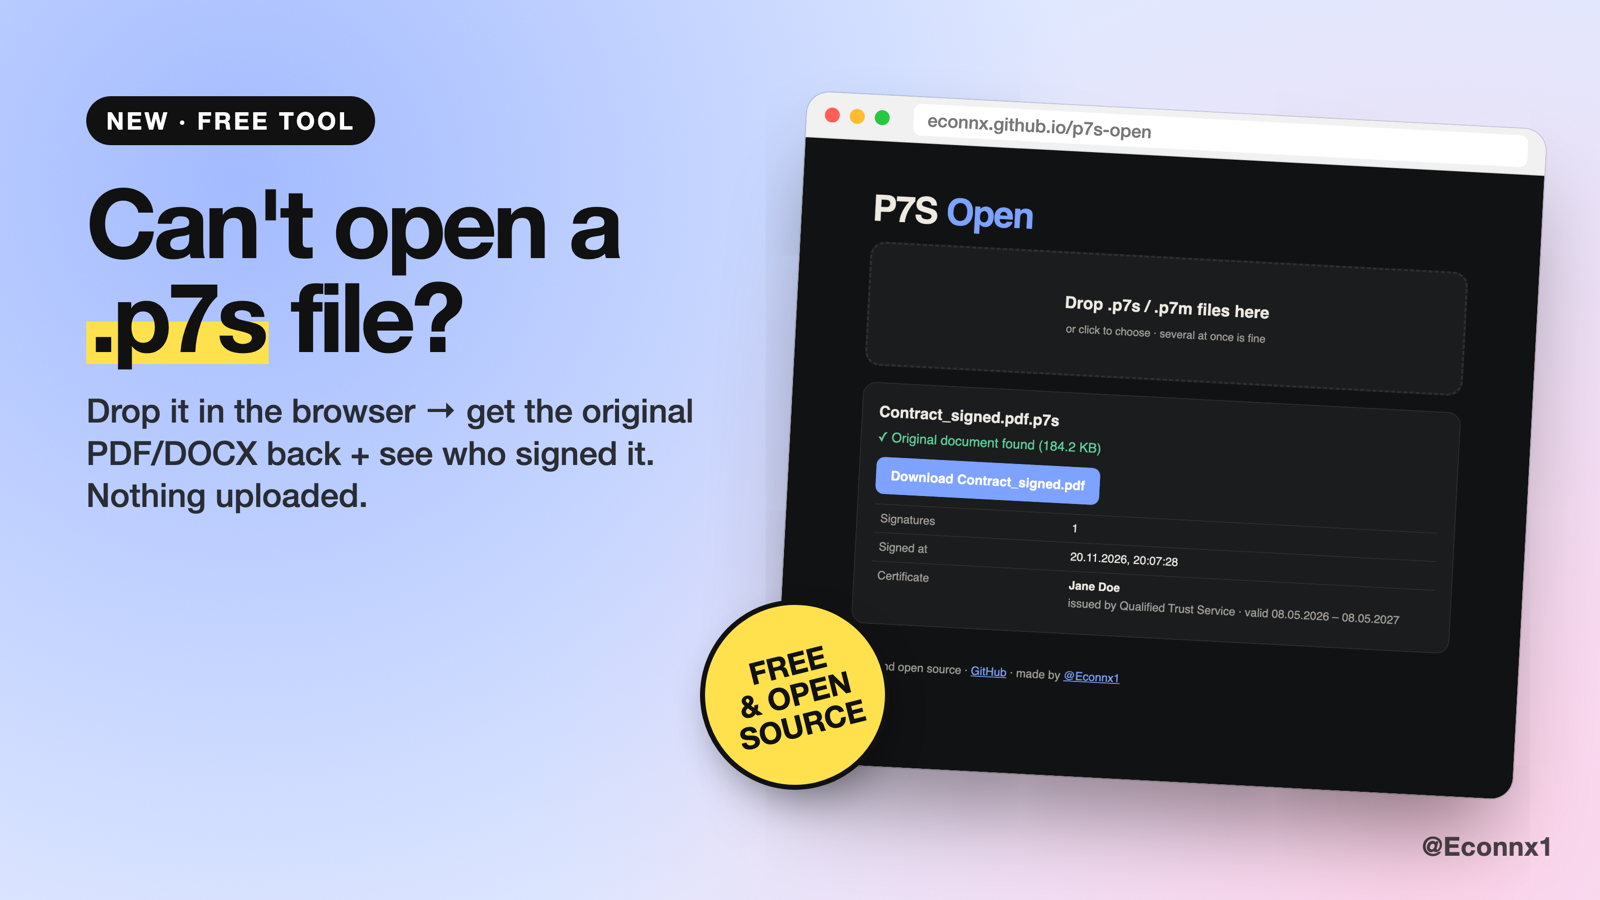 NEW · FREE TOOL
Can't open a
.p7s file?
Drop it in the browser → get the original
PDF/DOCX back + see who signed it.
Nothing uploaded.
econnx.github.io/p7s-open
P7S Open
Drop .p7s / .p7m files here
or click to choose · several at once is fine
Contract_signed.pdf.p7s
✓ Original document found (184.2 KB)
Download Contract_signed.pdf
Signatures 1
Signed at 20.11.2026, 20:07:28
Certificate Jane Doe
issued by Qualified Trust Service · valid 08.05.2026 – 08.05.2027
open source · GitHub · made by @Econnx1
FREE
& OPEN
SOURCE
@Econnx1